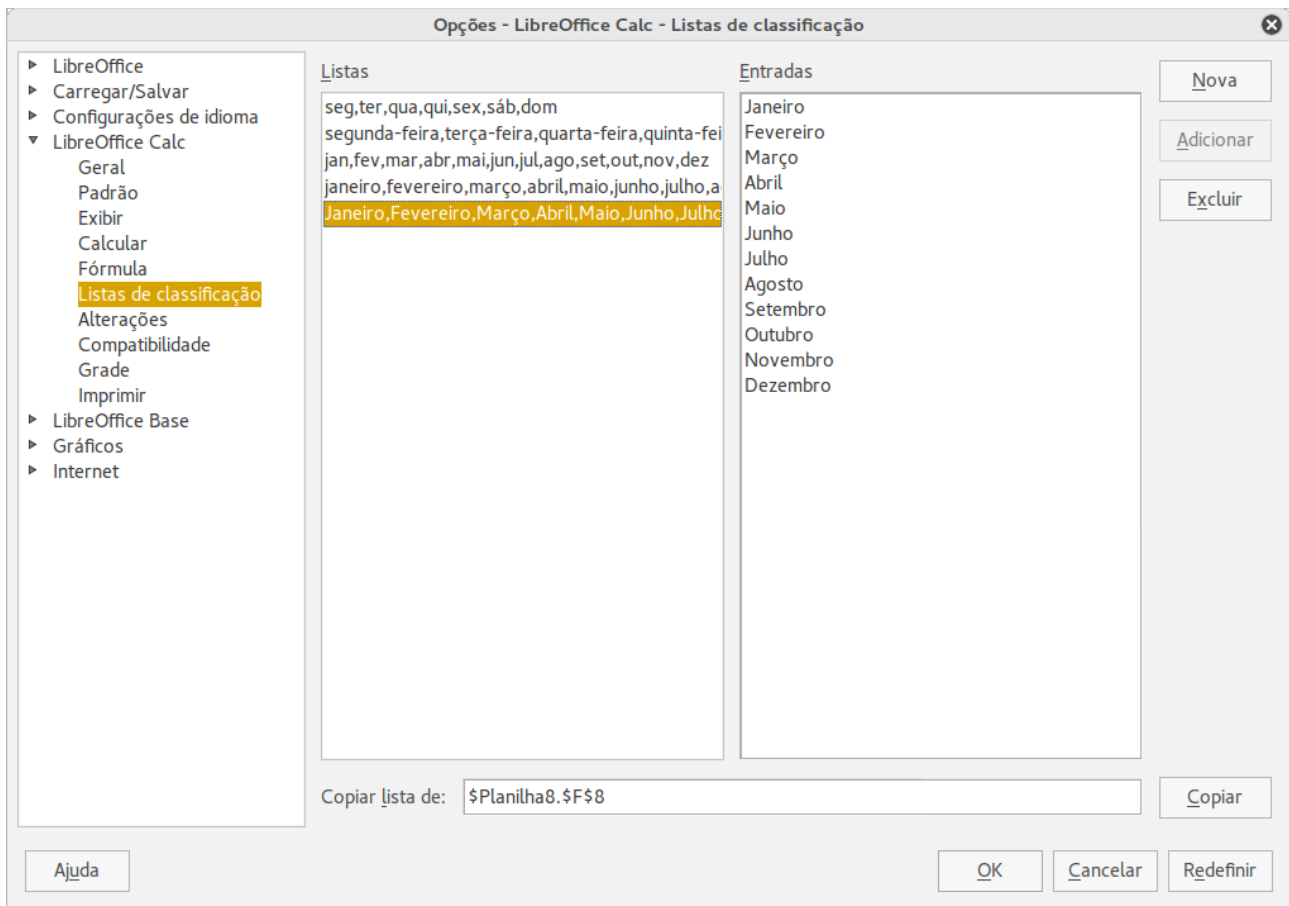 Opções - LibreOffice Calc - Listas de classificação
LibreOffice
Carregar/Salvar
Configurações de idioma
LibreOffice Calc
Geral
Padrão
Exibir
Calcular
Fórmula
Listas de classificação
Alterações
Compatibilidade
Grade
Imprimir
LibreOffice Base
Gráficos
Internet
Listas
seg,ter,qua,qui,sex,sáb,dom
segunda-feira,terça-feira,quarta-feira,quinta-fei
jan,fev,mar,abr,mai,jun,jul,ago,set,out,nov,dez
janeiro,fevereiro,março,abril,maio,junho,julho,a
Janeiro,Fevereiro,Março,Abril,Maio,Junho,Julho
Entradas
Janeiro
Fevereiro
Março
Abril
Maio
Junho
Julho
Agosto
Setembro
Outubro
Novembro
Dezembro
Nova
Adicionar
Excluir
Copiar lista de: $Planilha8.$F$8
Copiar
Ajuda
OK
Cancelar
Redefinir